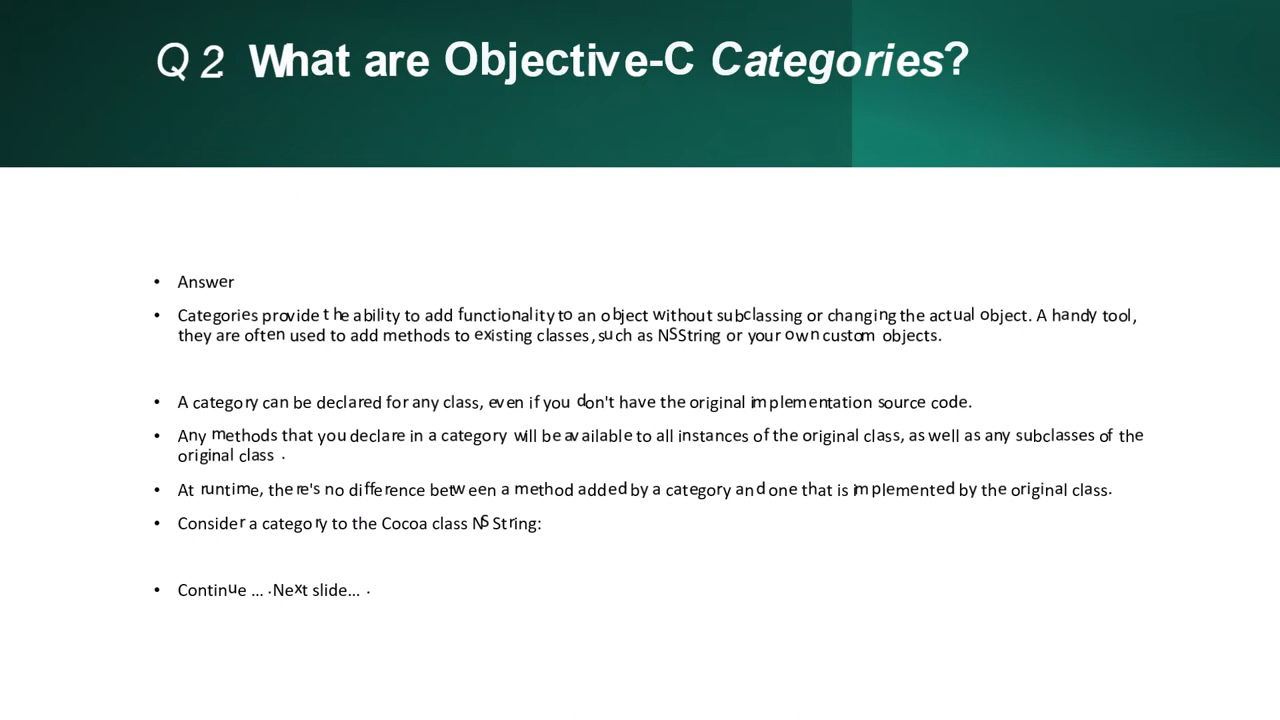 Q 2. What are Objective-C Categories?
• Answer
• Categories provide the ability to add functionality to an object without subclassing or changing the actual object. A handy tool,
they are often used to add methods to existing classes, such as NSString or your own custom objects.
• A category can be declared for any class, even if you don't have the original implementation source code.
• Any methods that you declare in a category will be available to all instances of the original class, as well as any subclasses of the
original class .
• At runtime, there's no difference between a method added by a category and one that is implemented by the original class.
• Consider a category to the Cocoa class NSString:
• Continue ... .Next slide... .